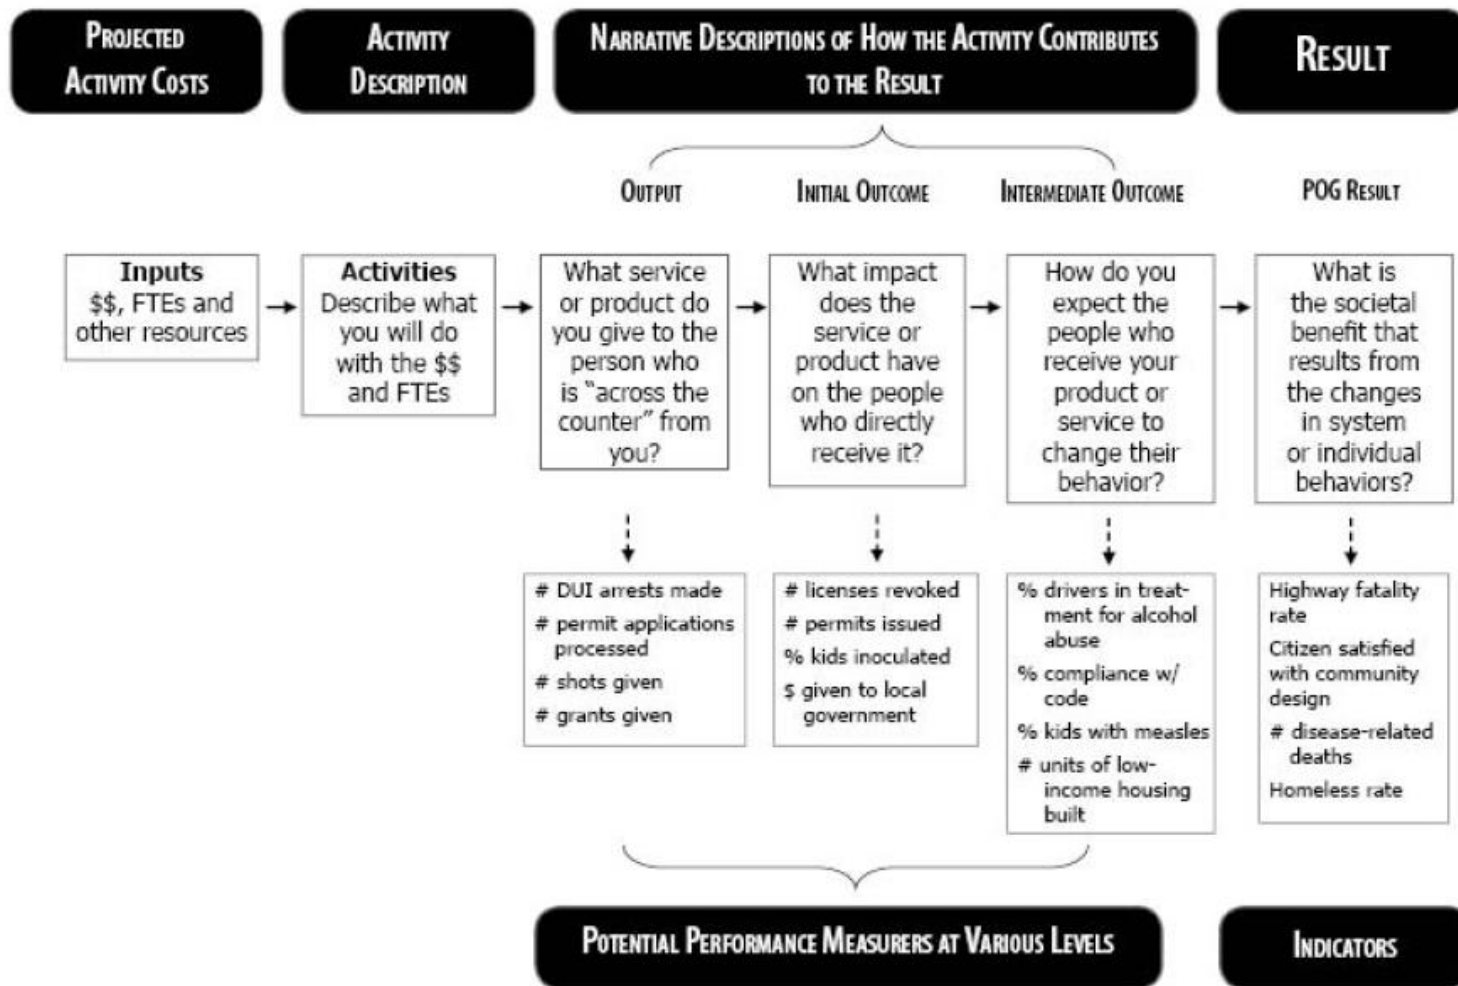 PROJECTED
ACTIVITY COSTS
ACTIVITY
DESCRIPTION
NARRATIVE DESCRIPTIONS OF HOW THE ACTIVITY CONTRIBUTES
TO THE RESULT
RESULT
OUTPUT
INITIAL OUTCOME
INTERMEDIATE OUTCOME
POG RESULT
Inputs
$$, FTEs and
other resources
Activities
Describe what
you will do
with the $$
and FTEs
What service
or product do
you give to the
person who
is “across the
counter” from
you?
What impact
does the
service or
product have
on the people
who directly
receive it?
How do you
expect the
people who
receive your
product or
service to
change their
behavior?
What is
the societal
benefit that
results from
the changes
in system
or individual
behaviors?
# DUI arrests made
# permit applications
processed
# shots given
# grants given
# licenses revoked
# permits issued
% kids inoculated
$ given to local
government
% drivers in treat-
ment for alcohol
abuse
% compliance w/
code
% kids with measles
# units of low-
income housing
built
Highway fatality
rate
Citizen satisfied
with community
design
# disease-related
deaths
Homeless rate
POTENTIAL PERFORMANCE MEASURERS AT VARIOUS LEVELS
INDICATORS